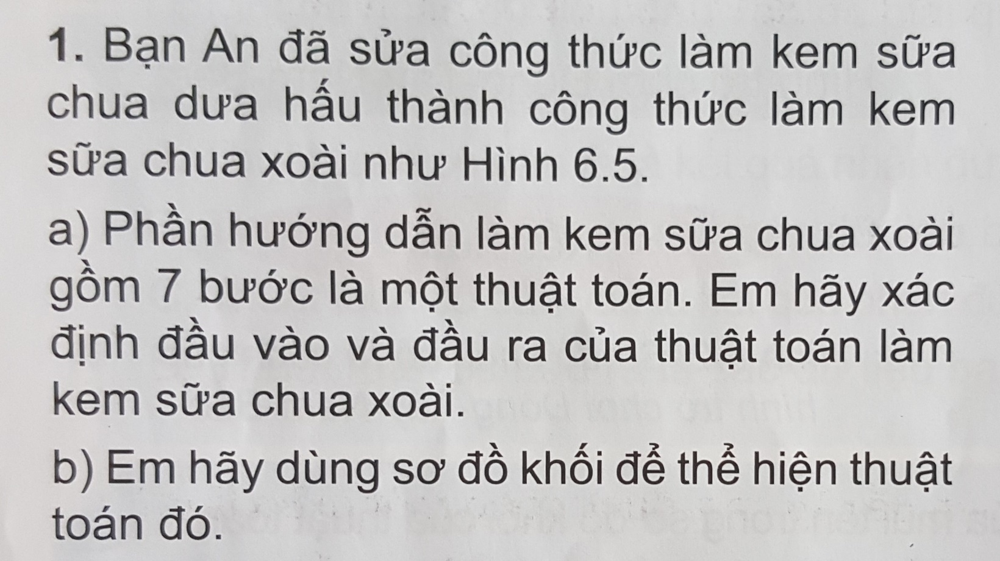 1. Bạn An đã sửa công thức làm kem sữa
chua dưa hấu thành công thức làm kem
sữa chua xoài như Hình 6.5.
a) Phần hướng dẫn làm kem sữa chua xoài
gồm 7 bước là một thuật toán. Em hãy xác
định đầu vào và đầu ra của thuật toán làm
kem sữa chua xoài.
b) Em hãy dùng sơ đồ khối để thể hiện thuật
toán đó.